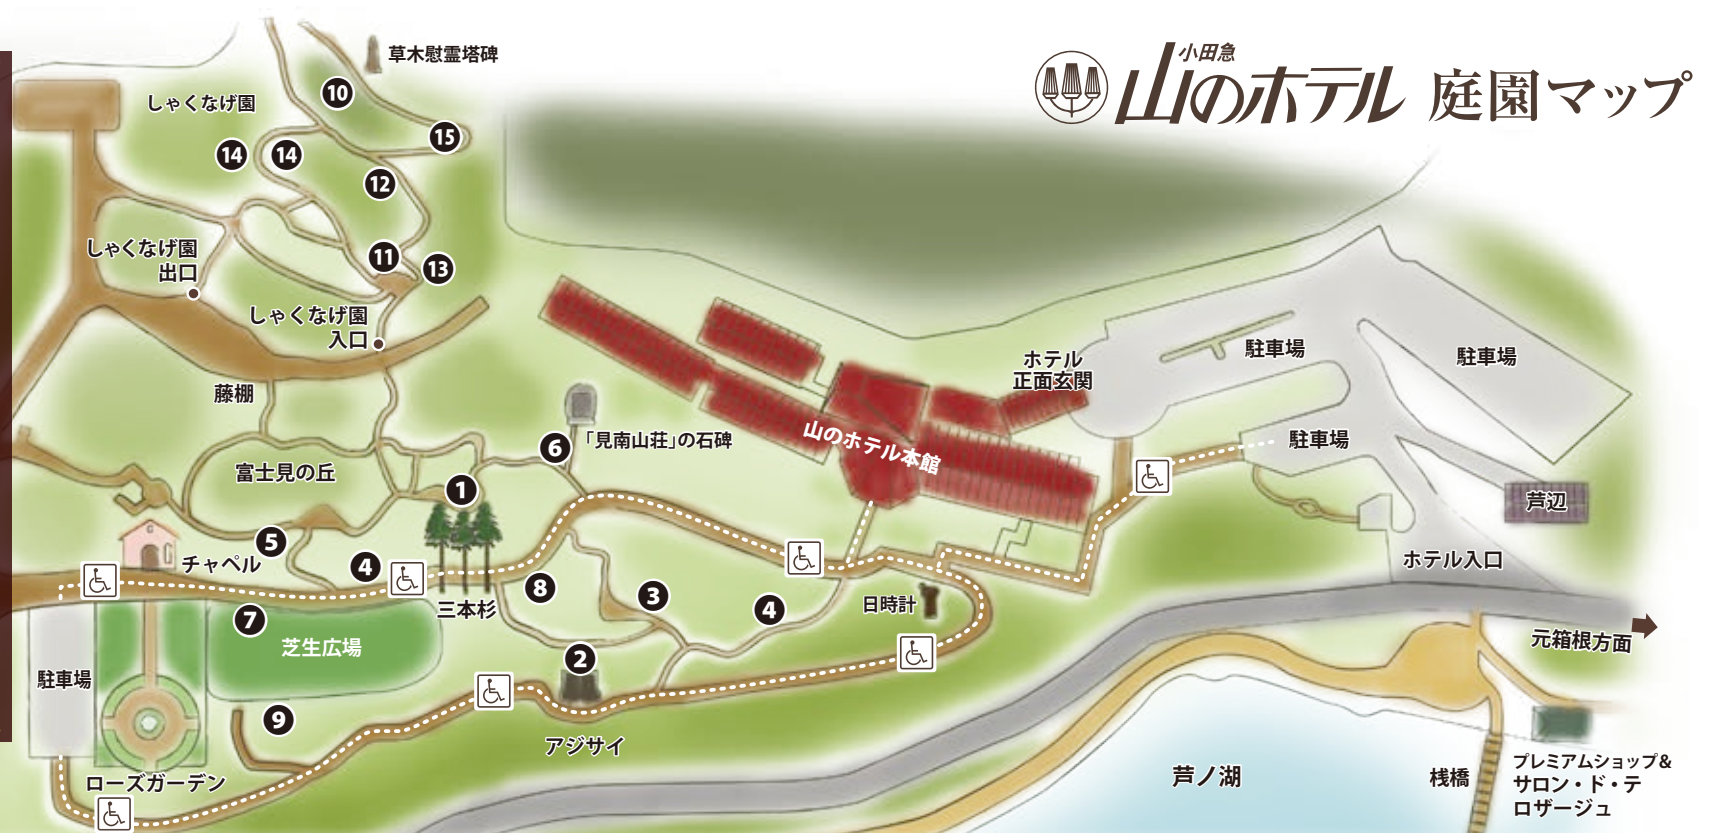 小田急
山のホテル 庭園マップ
草木慰霊塔碑
しゃくなげ園
10
15
14
14
12
しゃくなげ園
出口
11
13
しゃくなげ園
入口
藤棚
ホテル
正面玄関
駐車場
駐車場
駐車場
山のホテル本館
「見南山荘」の石碑
6
富士見の丘
1
芦辺
5
チャペル
4
ホテル入口
8
3
4
日時計
三本杉
7
芝生広場
元箱根方面
2
駐車場
9
アジサイ
ローズガーデン
芦ノ湖
桟橋
プレミアムショップ&
サロン・ド・テ
ロザージュ